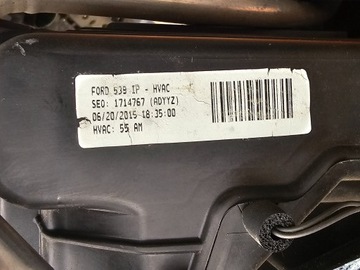 FORD 539 IP - HVAC
SEQ: 1714767 (ADYYZ)
06/20/2015 18:35:00
HVAC: 55 AM